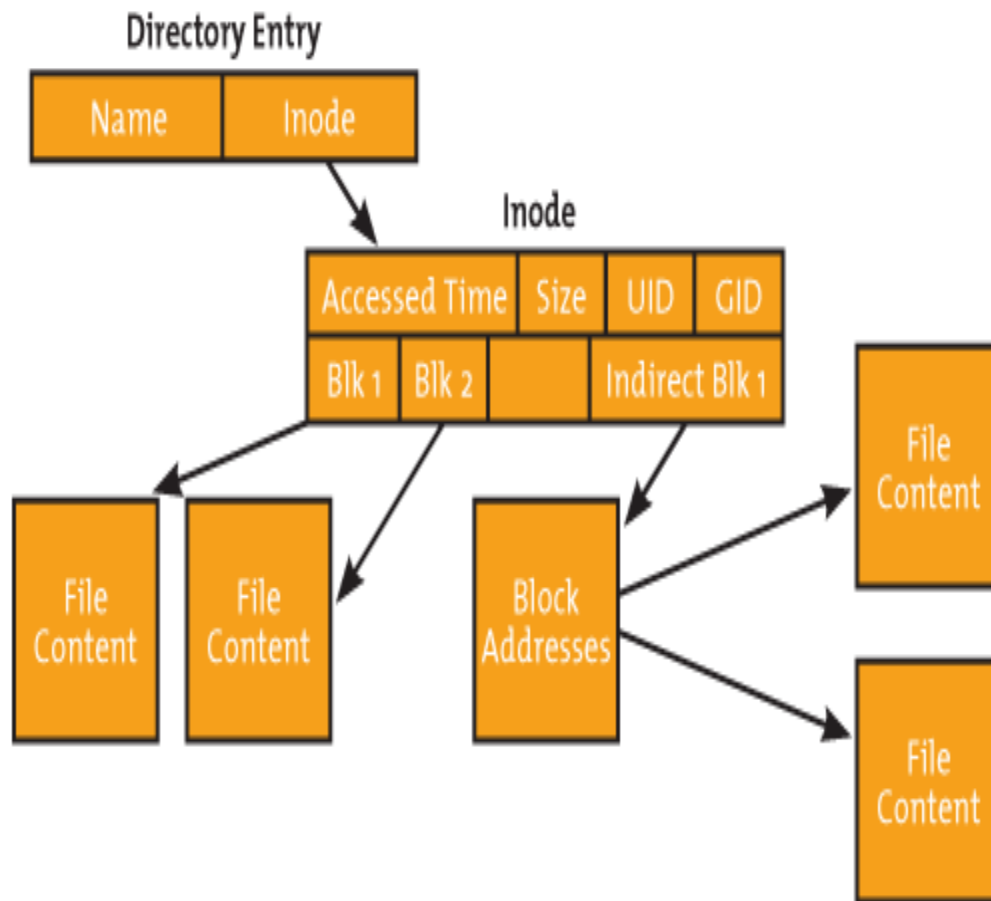 Directory Entry
Name Inode
Inode
Accessed Time Size UID GID
Blk 1 Blk 2 Indirect Blk 1
File
Content
File
Content
File
Content
Block
Addresses
File
Content